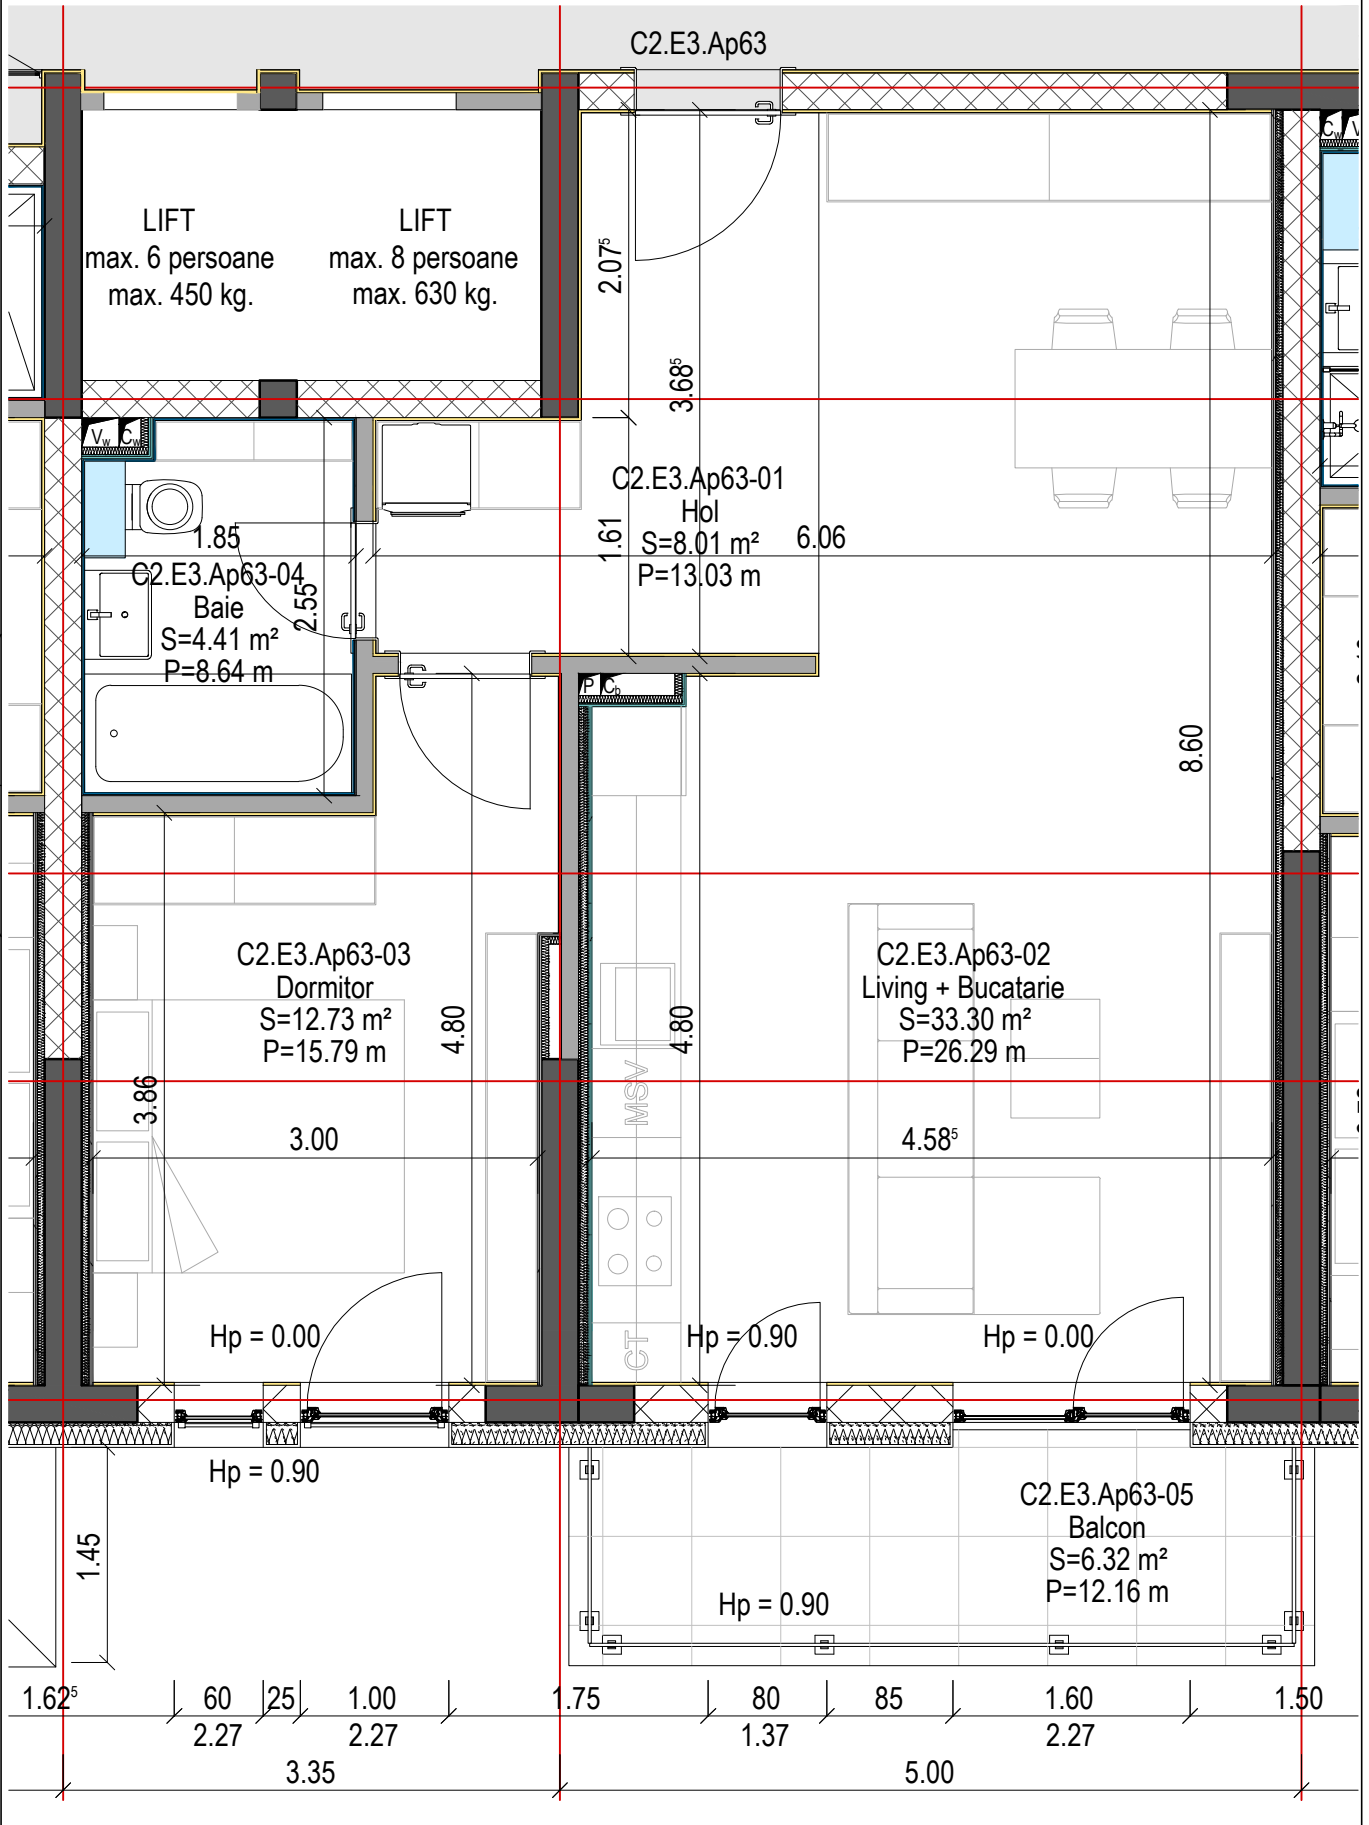 C2.E3.Ap63
LIFT
max. 6 persoane
max. 450 kg.
LIFT
max. 8 persoane
max. 630 kg.
2.07⁵
3.68⁵
Vw
Cw
Cw
C2.E3.Ap63-01
Hol
S=8.01 m²
P=13.03 m
1.61
6.06
1.85
C2.E3.Ap63-04
Baie
S=4.41 m²
P=8.64 m
2.55
P
Cb
8.60
C2.E3.Ap63-03
Dormitor
S=12.73 m²
P=15.79 m
4.80
3.86
3.00
C2.E3.Ap63-02
Living + Bucatarie
S=33.30 m²
P=26.29 m
4.80
MSV
4.58⁵
CT
Hp = 0.00
Hp = 0.90
Hp = 0.00
Hp = 0.90
1.45
C2.E3.Ap63-05
Balcon
S=6.32 m²
P=12.16 m
Hp = 0.90
1.62⁵
60
25
1.00
1.75
80
85
1.60
1.50
2.27
2.27
1.37
2.27
3.35
5.00